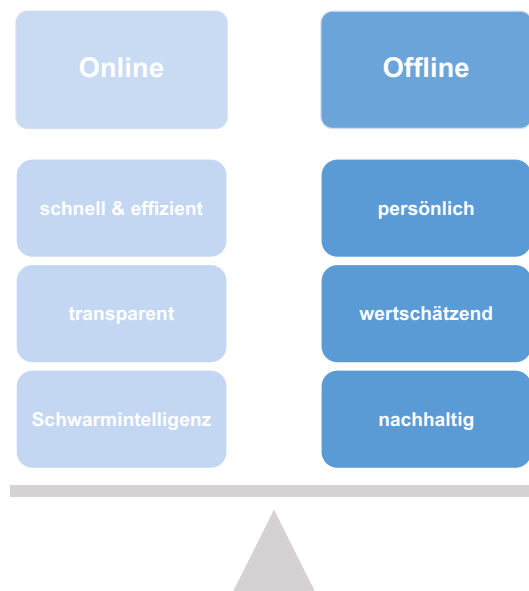 Online
Offline
schnell & effizient
persönlich
transparent
wertschätzend
Schwarmintelligenz
nachhaltig